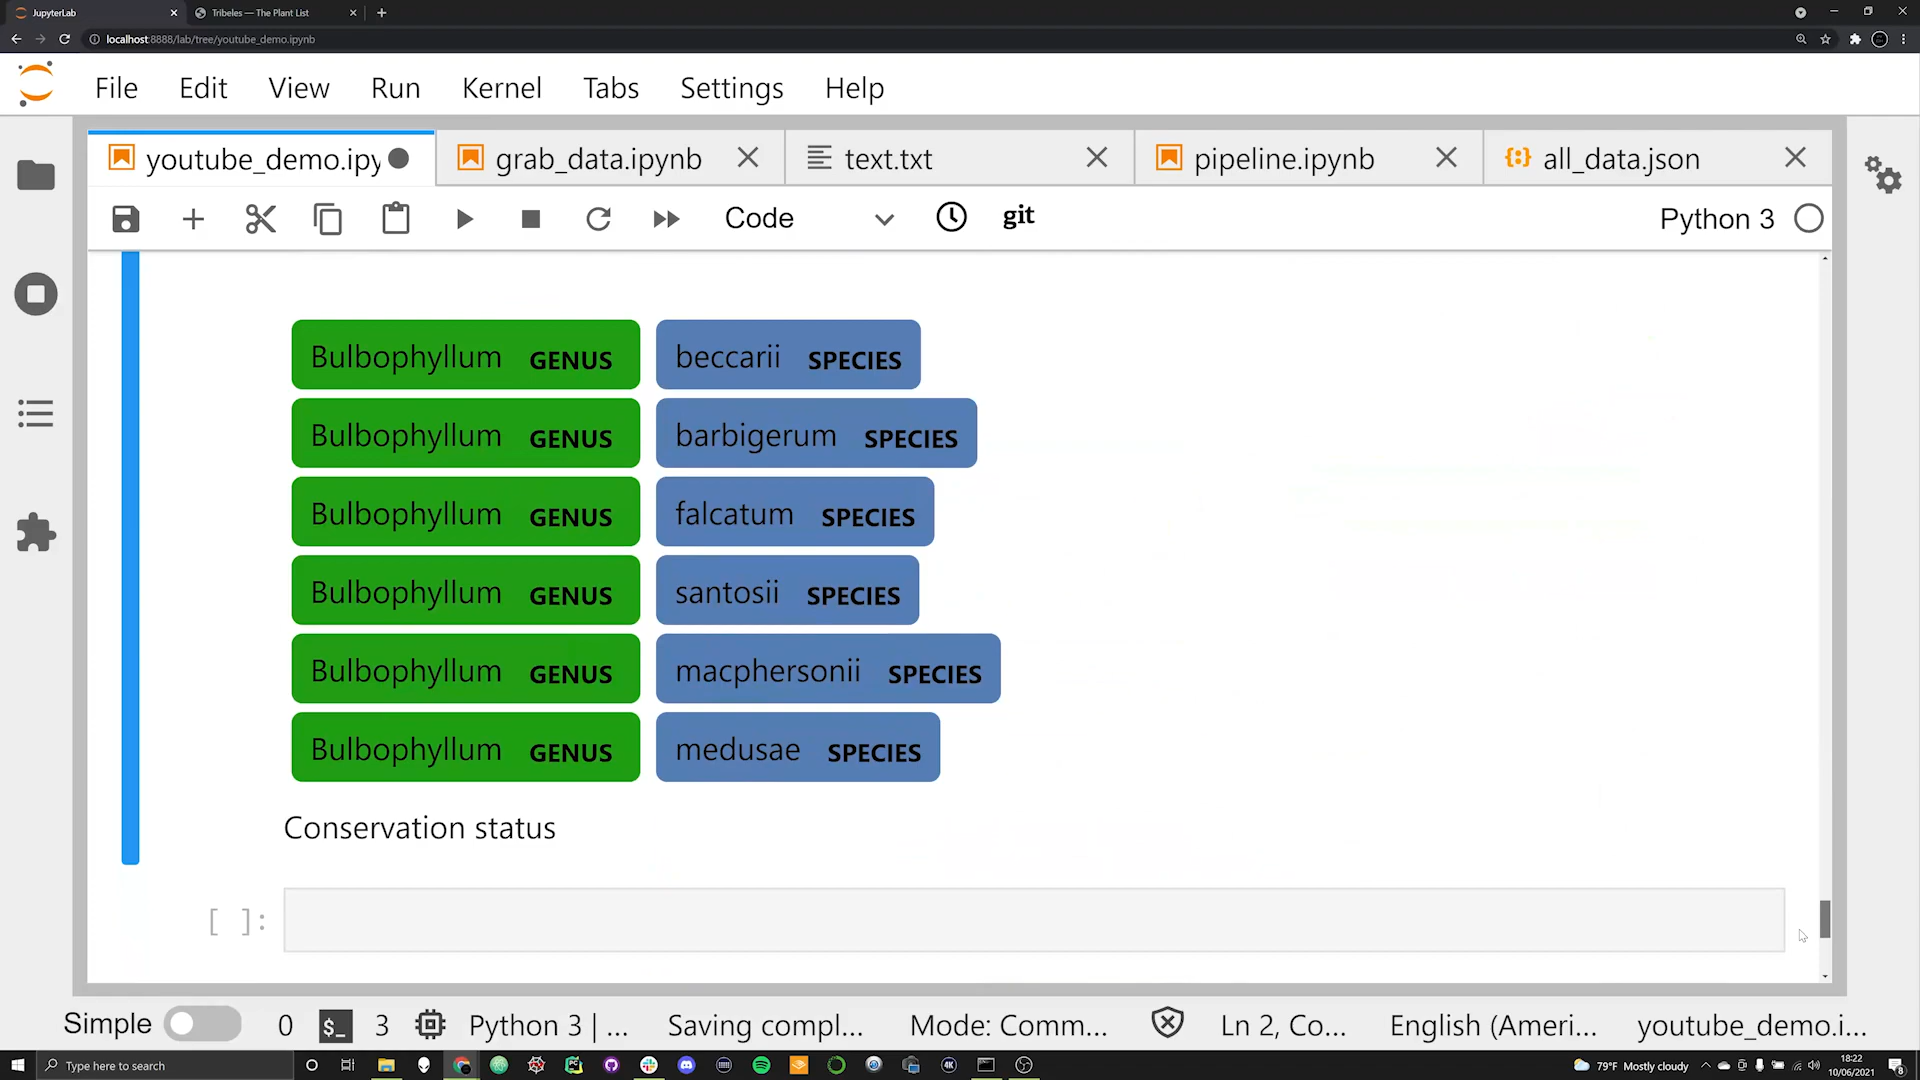 JupyterLab
Tribeles — The Plant List
localhost:8888/lab/tree/youtube_demo.ipynb
File Edit View Run Kernel Tabs Settings Help
youtube_demo.ipy grab_data.ipynb text.txt pipeline.ipynb all_data.json
Code git Python 3
Bulbophyllum GENUS beccarii SPECIES
Bulbophyllum GENUS barbigerum SPECIES
Bulbophyllum GENUS falcatum SPECIES
Bulbophyllum GENUS santosii SPECIES
Bulbophyllum GENUS macphersonii SPECIES
Bulbophyllum GENUS medusae SPECIES
Conservation status
[ ]:
Simple 0 $_ 3 Python 3 | ... Saving compl... Mode: Comm... Ln 2, Co... English (Ameri... youtube_demo.i...
Type here to search
PC
4K
79°F Mostly cloudy
18:22
10/06/2021
8